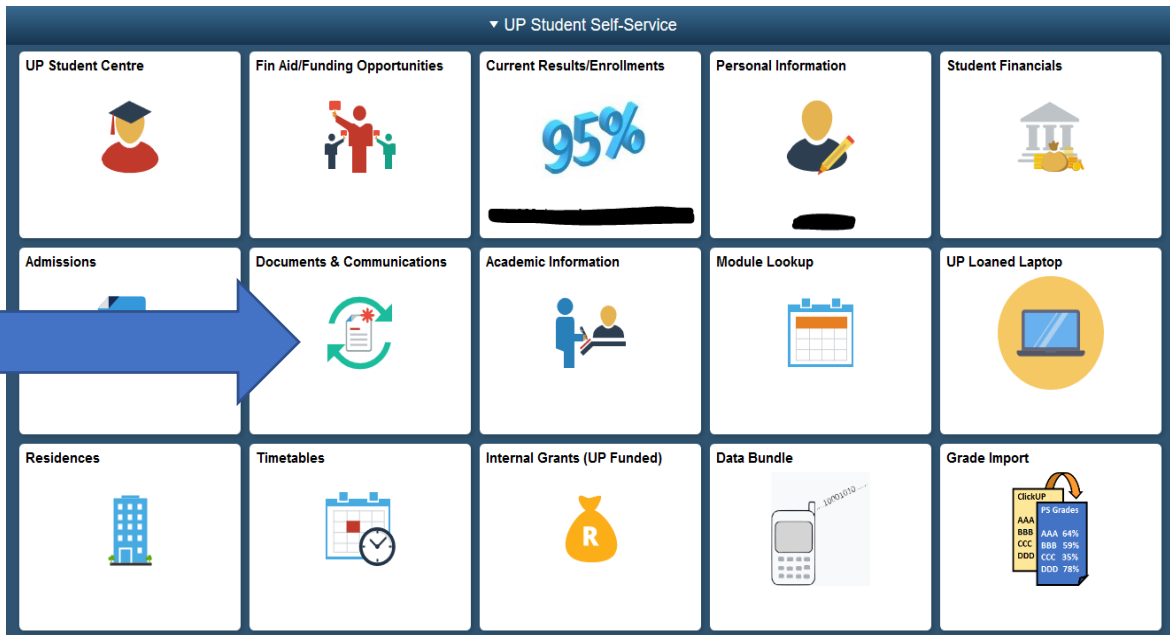 ▼ UP Student Self-Service
UP Student Centre
Fin Aid/Funding Opportunities
Current Results/Enrollments
Personal Information
Student Financials
95%
Admissions
Documents & Communications
Academic Information
Module Lookup
UP Loaned Laptop
Residences
Timetables
Internal Grants (UP Funded)
Data Bundle
Grade Import
R
10001010....
ClickUP
AAA
BBB
CCC
DDD
PS Grades
AAA 64%
BBB 59%
CCC 35%
DDD 78%